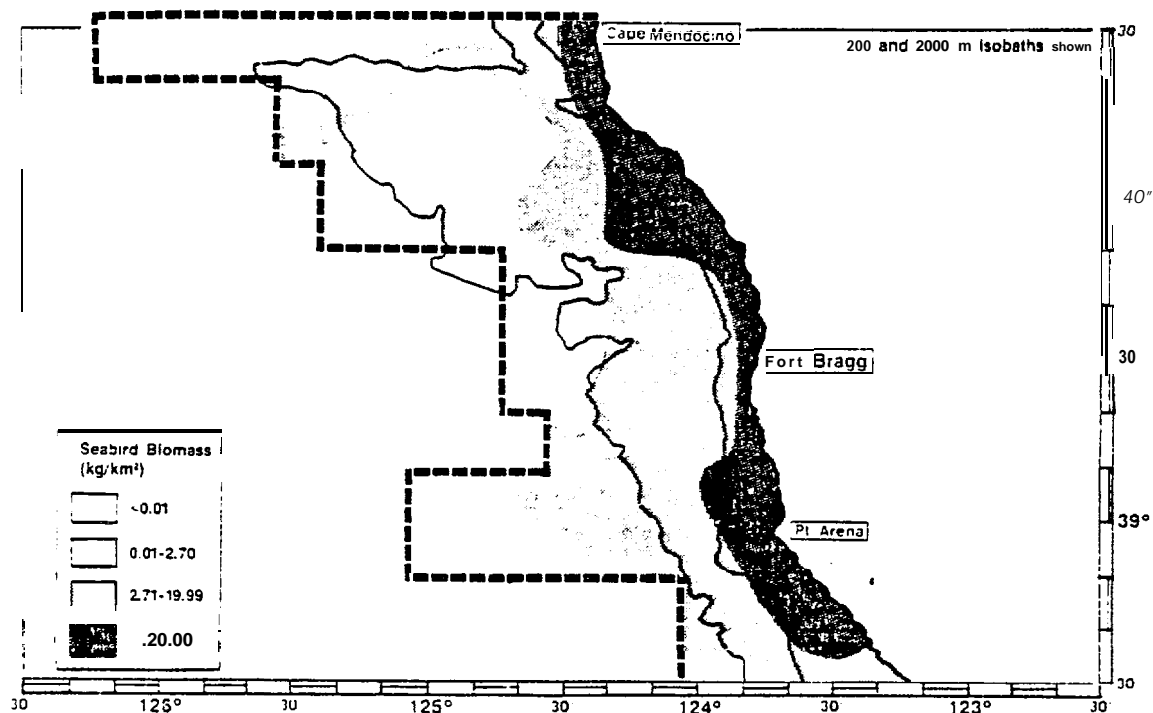 Cape Mendocino
30
200 and 2000 m Isobaths shown
40"
30
Fort Bragg
Seabird Biomass
(kg/km²)
<0.01
0.01-2.70
2.71-19.99
.20.00
39°
Pt Arena
30
30 126° 30 125° 30 124° 30 123° 30